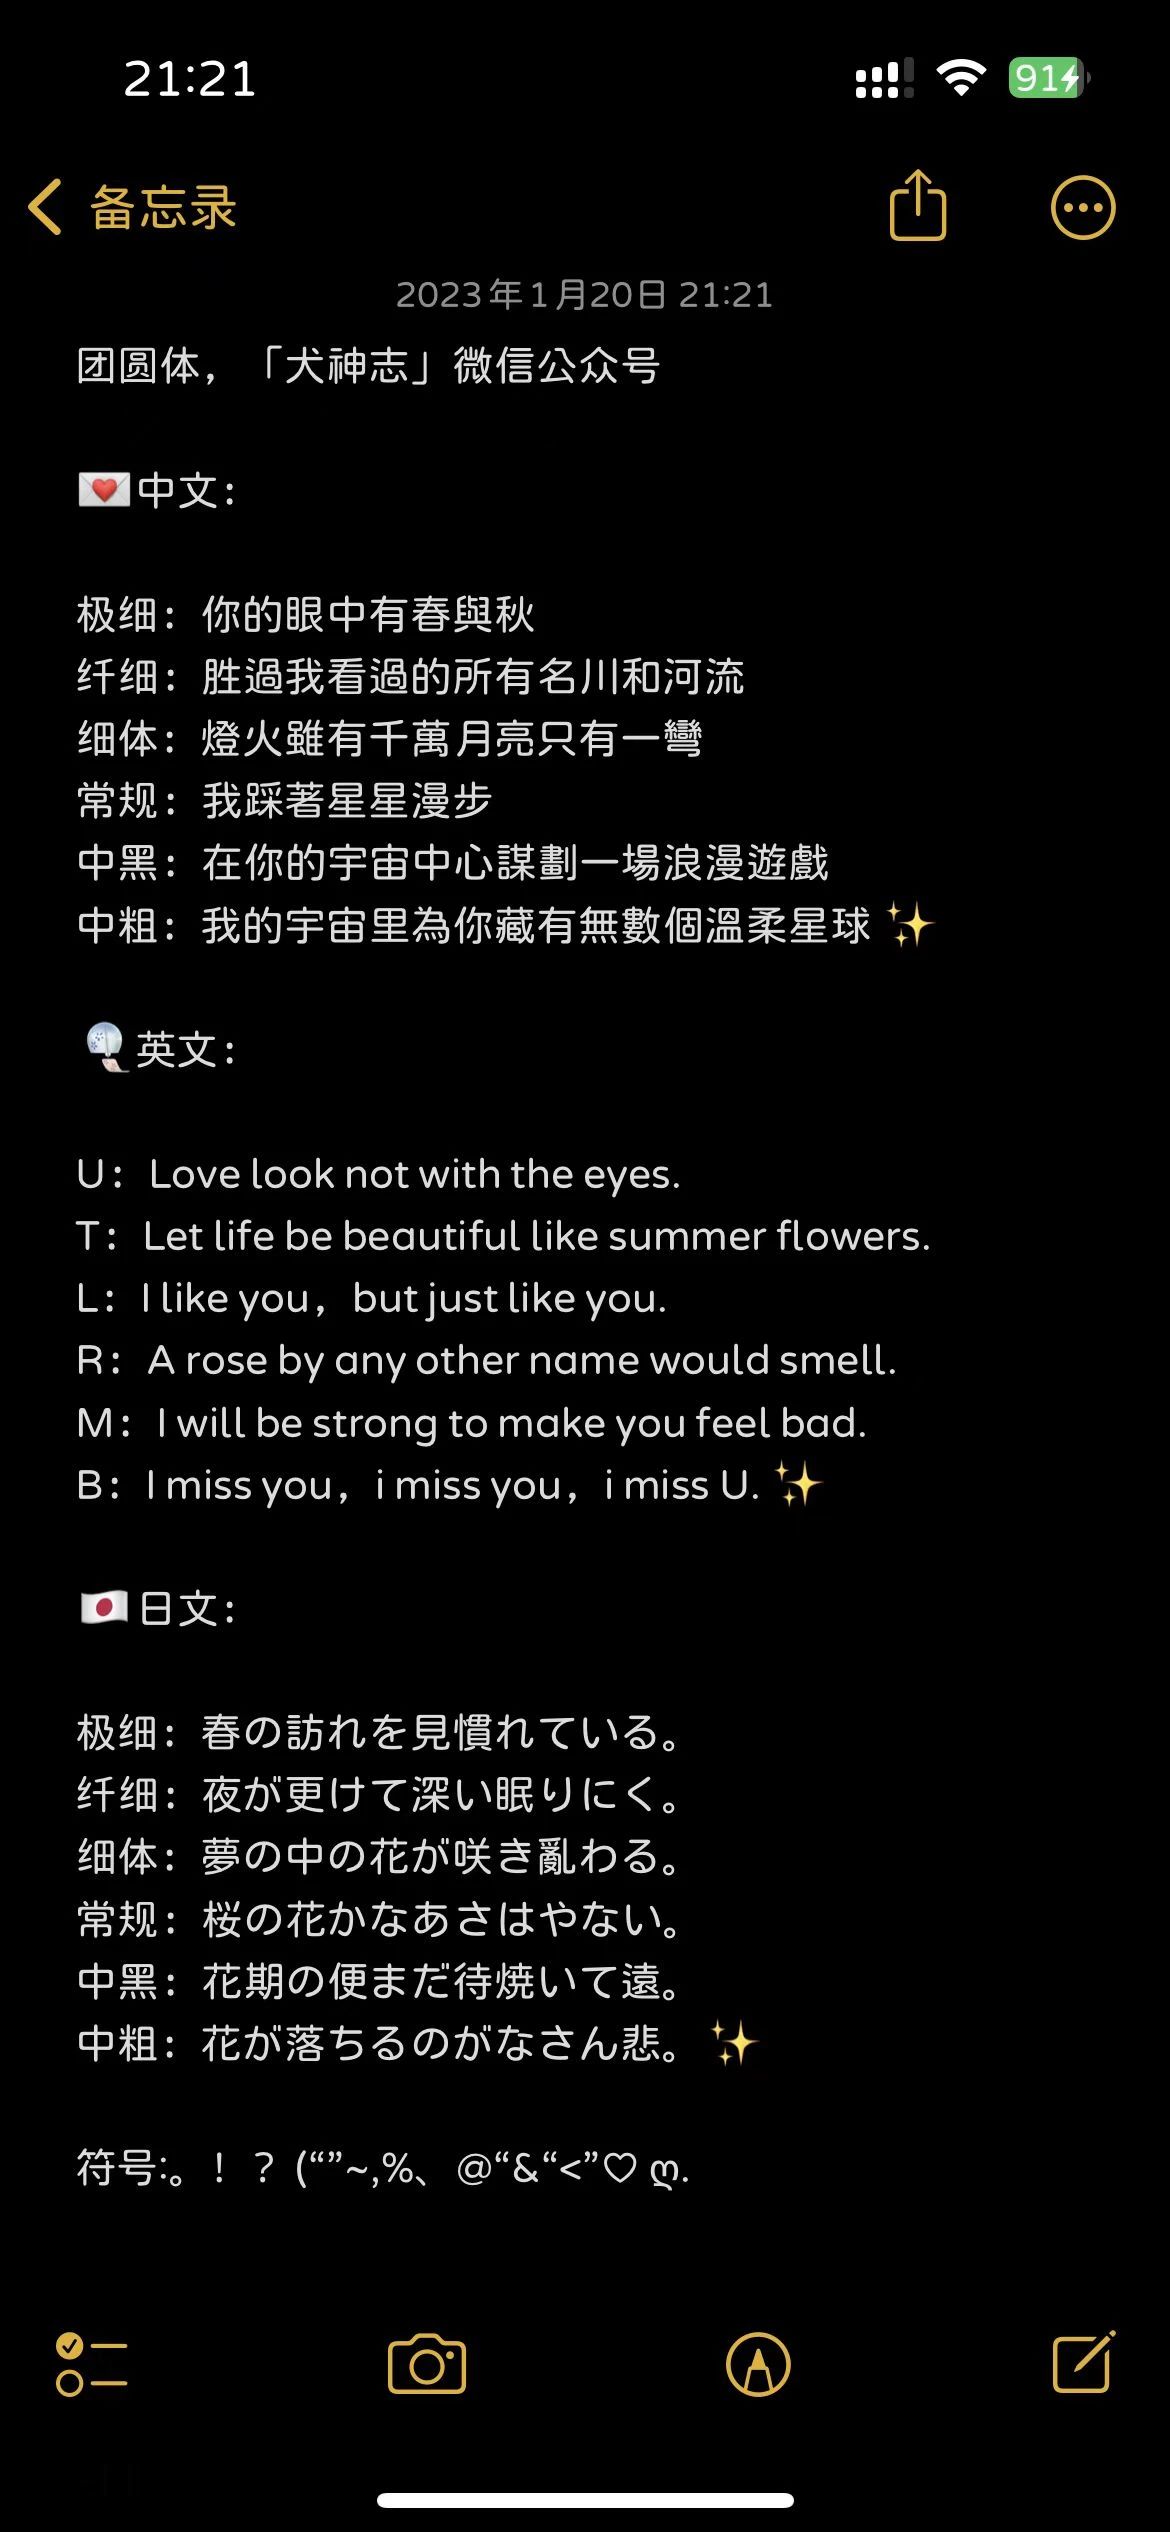 21:21
91
备忘录
2023年1月20日 21:21
团圆体，「犬神志」微信公众号
💌中文：
极细：你的眼中有春與秋
纤细：胜過我看過的所有名川和河流
细体：燈火雖有千萬月亮只有一彎
常规：我踩著星星漫步
中黑：在你的宇宙中心謀劃一場浪漫遊戲
中粗：我的宇宙里為你藏有無數個溫柔星球 ✨
🎐英文：
U：Love look not with the eyes.
T：Let life be beautiful like summer flowers.
L：I like you，but just like you.
R：A rose by any other name would smell.
M：I will be strong to make you feel bad.
B：I miss you，i miss you，i miss U. ✨
🇯🇵日文：
极细：春の訪れを見慣れている。
纤细：夜が更けて深い眠りにく。
细体：夢の中の花が咲き亂わる。
常规：桜の花かなあさはやない。
中黑：花期の便まだ待焼いて遠。
中粗：花が落ちるのがなさん悲。 ✨
符号:。！？(“”~,%、@“&“<”♡ ღ.